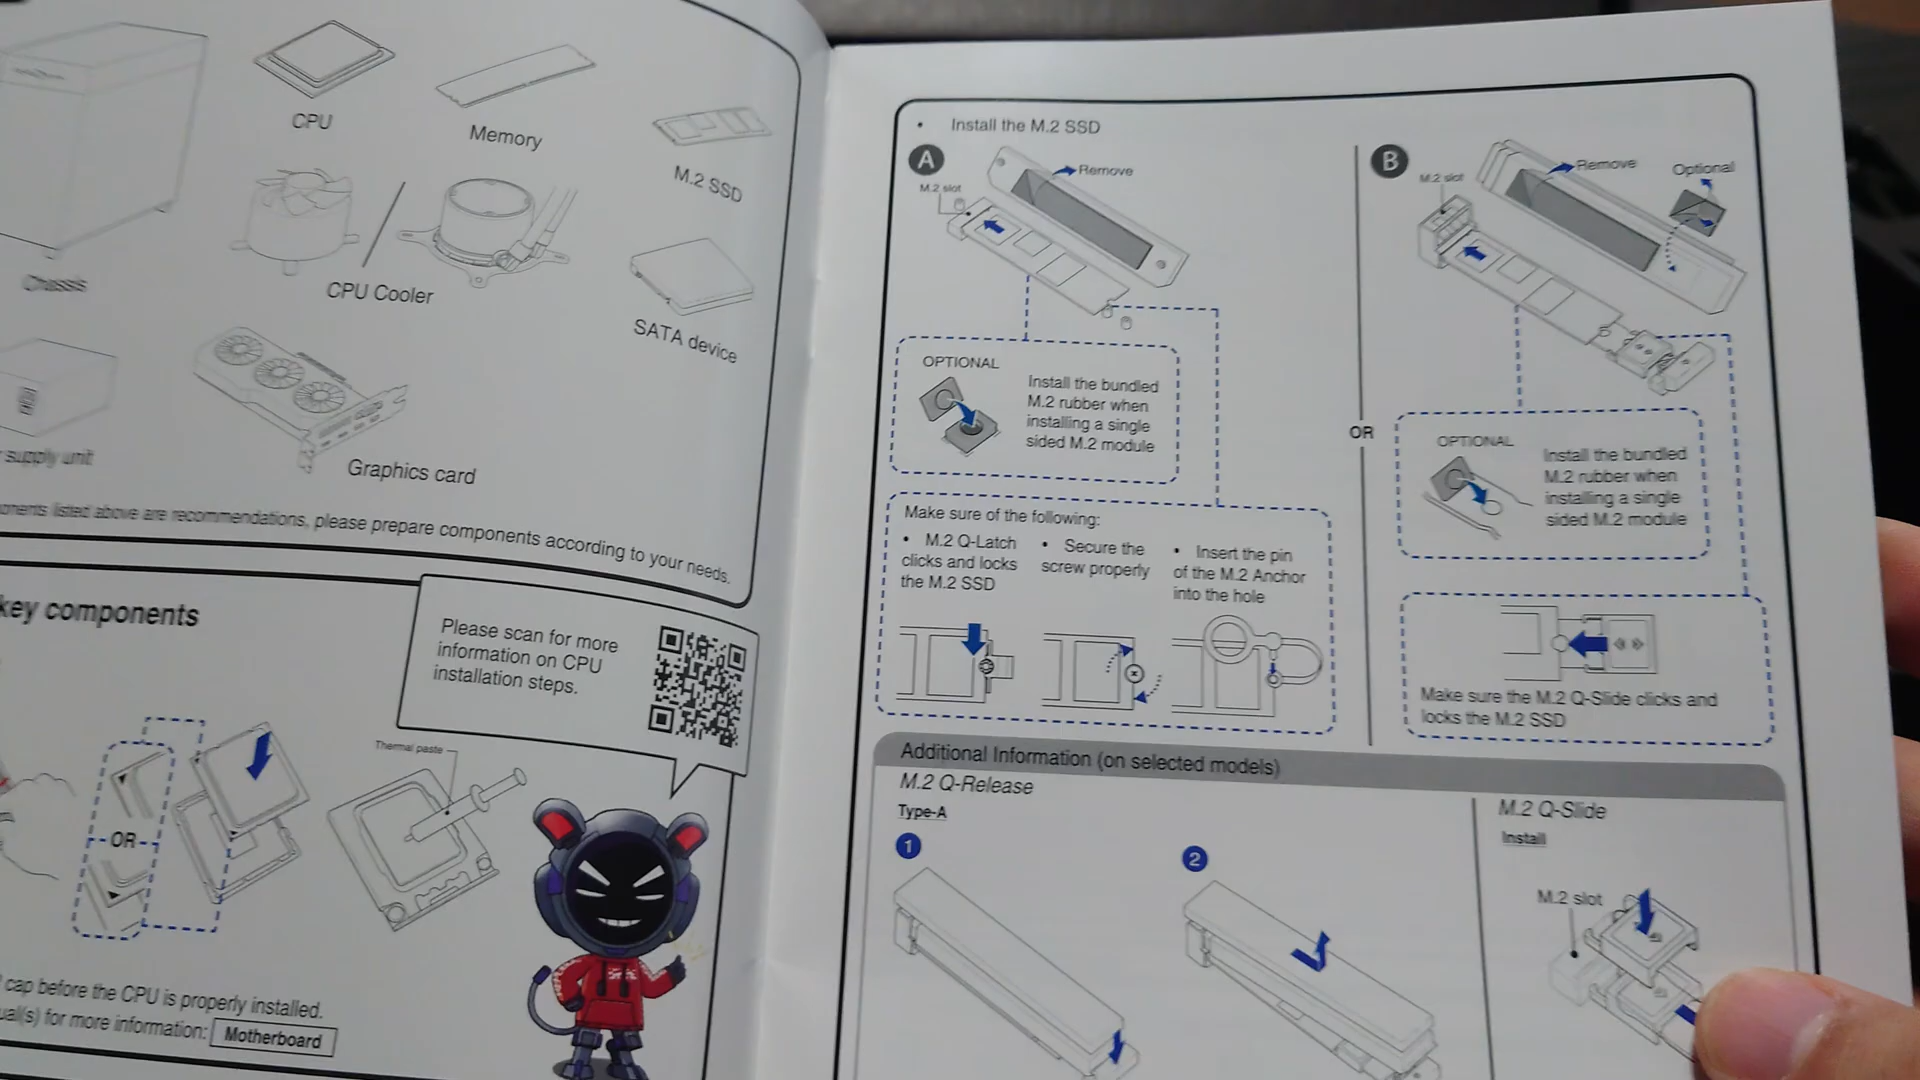 CPU
Memory
M.2 SSD
Chassis
CPU Cooler
SATA device
supply unit
Graphics card
listed above are recommendations, please prepare components according to your needs.
key components
Please scan for more
information on CPU
installation steps.
Thermal paste
OR
cap before the CPU is properly installed.
for more information: Motherboard
• Install the M.2 SSD
A
Remove
M.2 slot
OPTIONAL
Install the bundled
M.2 rubber when
installing a single
sided M.2 module
Make sure of the following:
• M.2 Q-Latch
clicks and locks
the M.2 SSD
• Secure the
screw properly
• Insert the pin
of the M.2 Anchor
into the hole
OR
B
Remove
Optional
M.2 slot
OPTIONAL
Install the bundled
M.2 rubber when
installing a single
sided M.2 module
Make sure the M.2 Q-Slide clicks and
locks the M.2 SSD
Additional Information (on selected models)
M.2 Q-Release
Type-A
1
2
M.2 Q-Slide
Install
M.2 slot